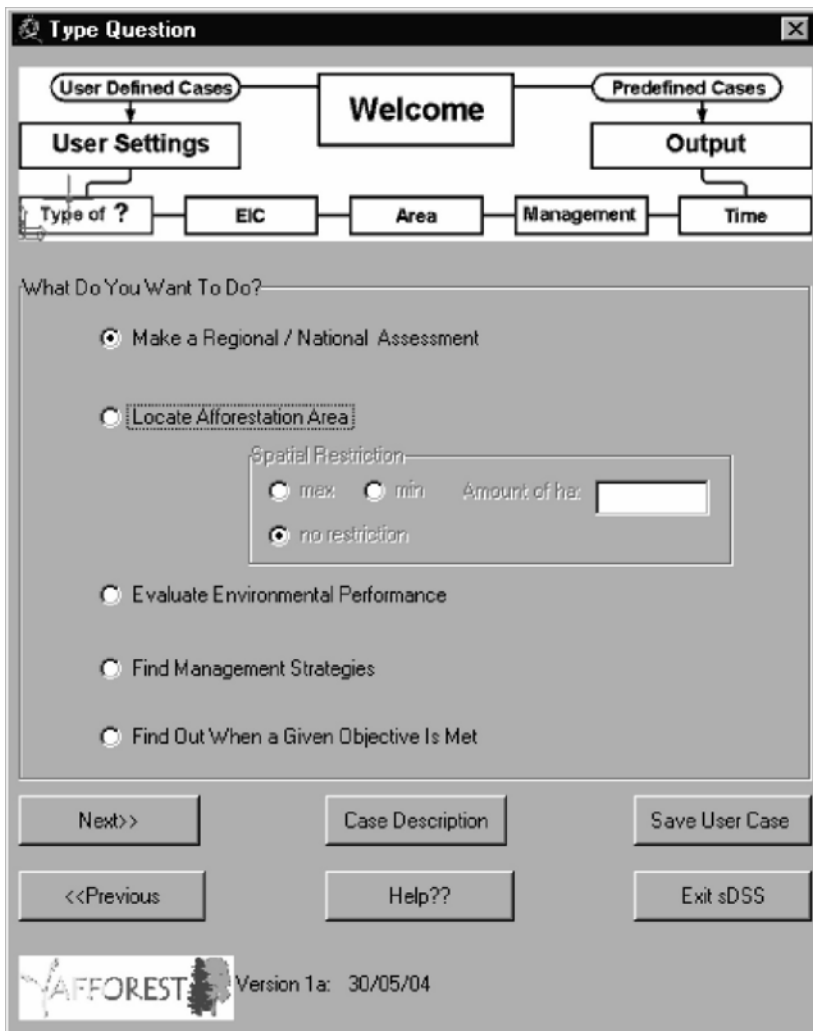 Type Question
User Defined Cases
Welcome
Predefined Cases
User Settings
Output
Type of ?
EIC
Area
Management
Time
What Do You Want To Do?
Make a Regional / National Assessment
Locate Afforestation Area
Spatial Restriction
max
min
Amount of ha:
no restriction
Evaluate Environmental Performance
Find Management Strategies
Find Out When a Given Objective Is Met
Next>>
Case Description
Save User Case
<<Previous
Help??
Exit sDSS
AFFOREST
Version 1a: 30/05/04